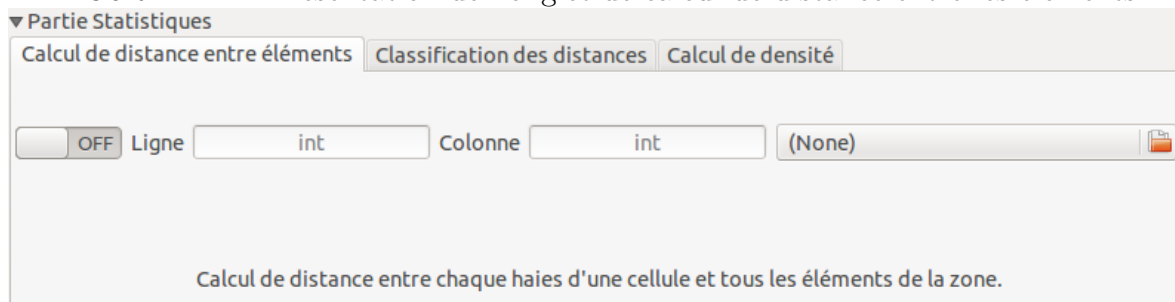 ▾ Partie Statistiques
Calcul de distance entre éléments Classification des distances Calcul de densité
OFF Ligne int Colonne int (None)
Calcul de distance entre chaque haies d'une cellule et tous les éléments de la zone.